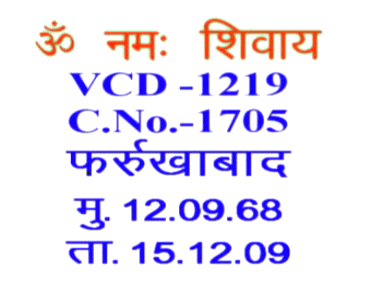 ॐ नमः शिवाय
VCD -1219
C.No.-1705
फर्रुखाबाद
मु. 12.09.68
ता. 15.12.09